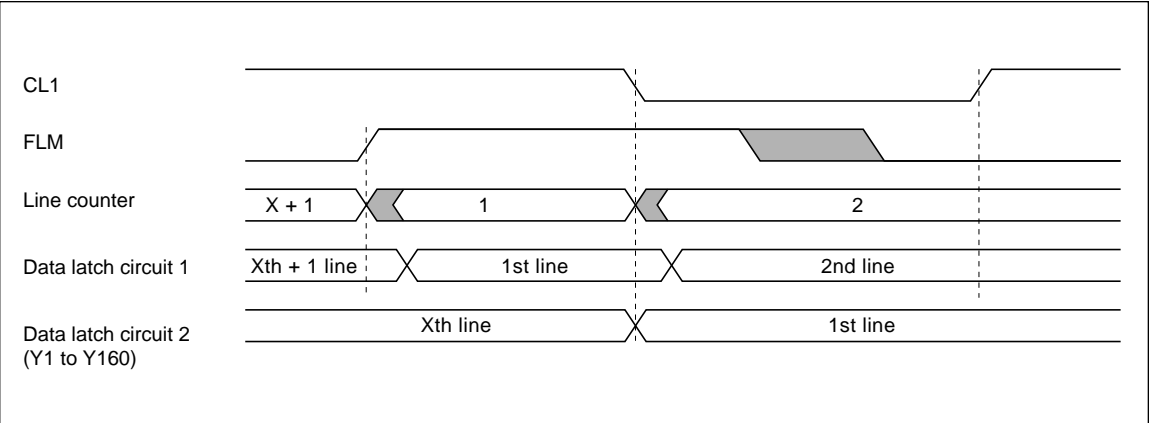 CL1
FLM
Line counter
X + 1
1
2
Data latch circuit 1
Xth + 1 line
1st line
2nd line
Data latch circuit 2
(Y1 to Y160)
Xth line
1st line